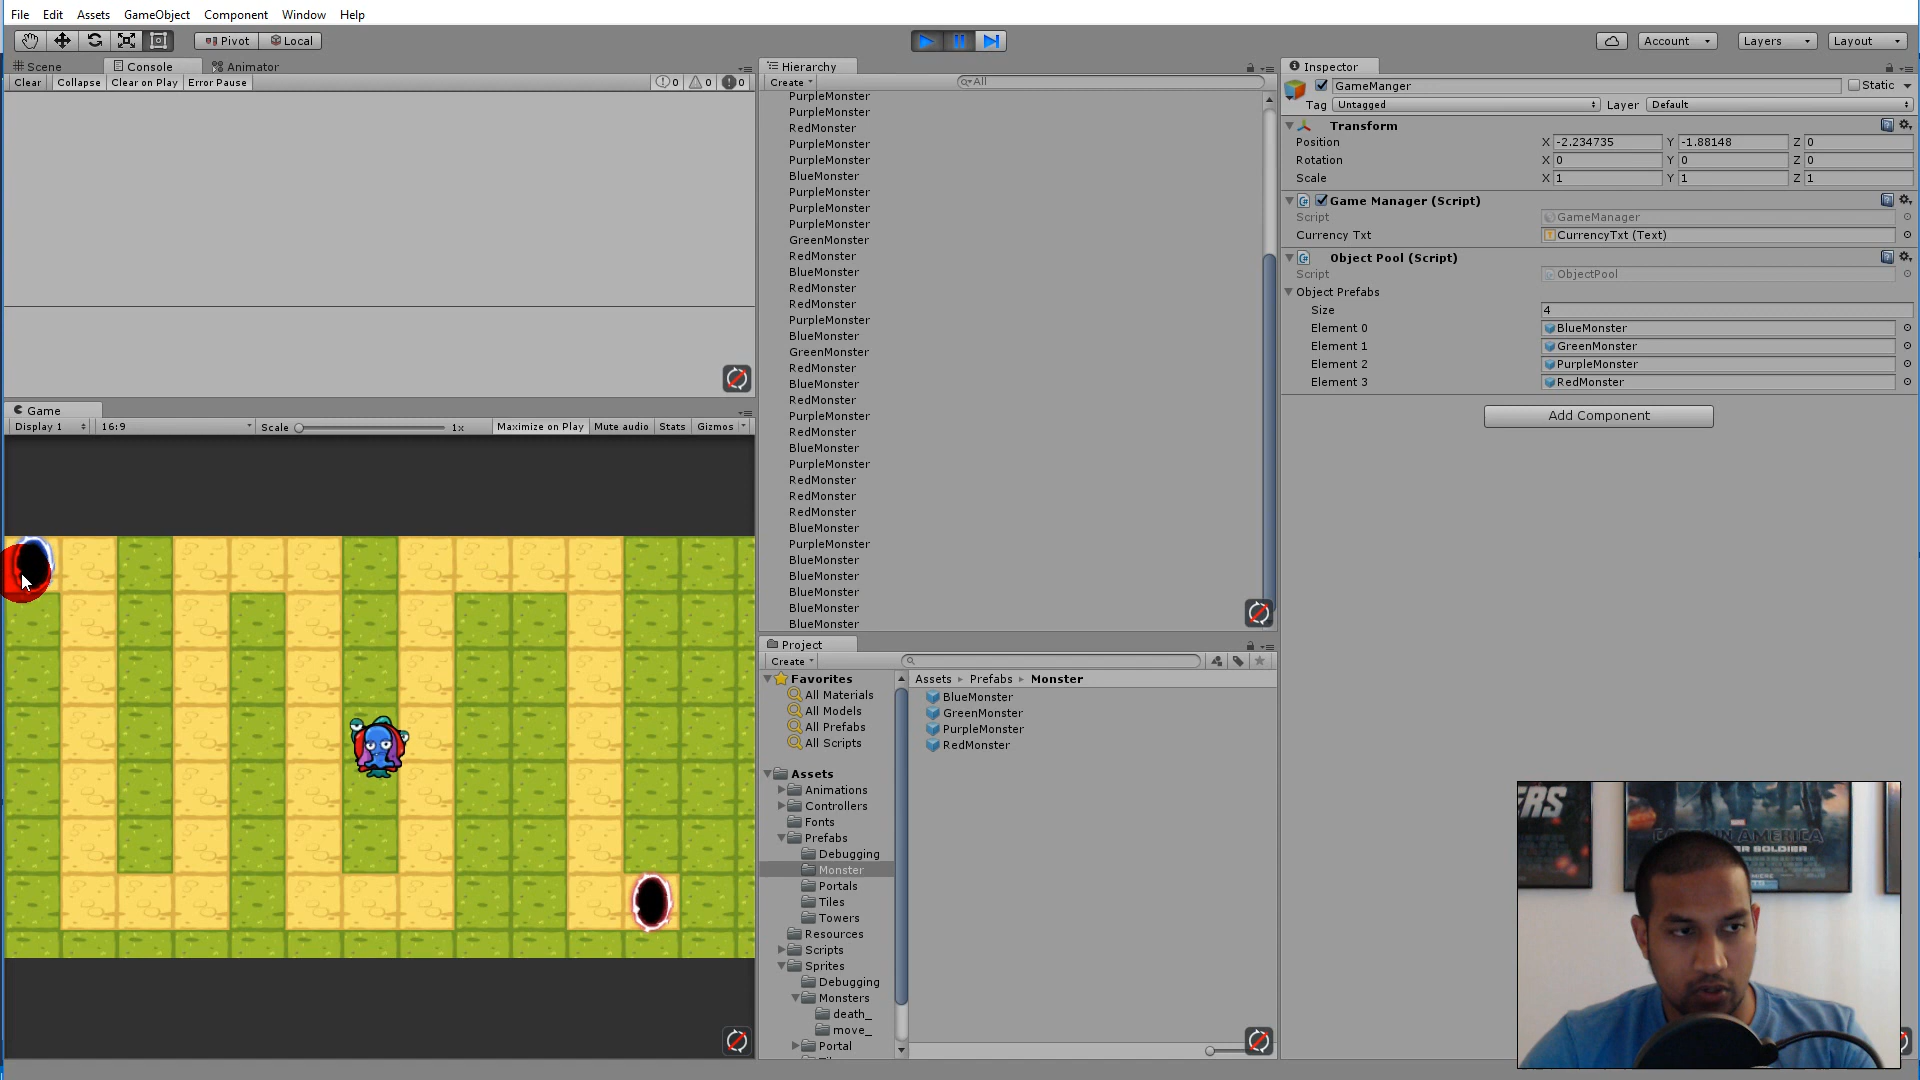 File Edit Assets GameObject Component Window Help
Pivot Local Account Layers Layout
Scene Console Animator
Clear Collapse Clear on Play Error Pause 0 0 0
Game
Display 1 16:9 Scale 1x Maximize on Play Mute audio Stats Gizmos
Hierarchy
Create All
PurpleMonster
PurpleMonster
RedMonster
PurpleMonster
PurpleMonster
BlueMonster
PurpleMonster
PurpleMonster
PurpleMonster
GreenMonster
RedMonster
BlueMonster
RedMonster
RedMonster
PurpleMonster
BlueMonster
GreenMonster
RedMonster
BlueMonster
RedMonster
PurpleMonster
RedMonster
BlueMonster
PurpleMonster
RedMonster
RedMonster
RedMonster
BlueMonster
PurpleMonster
BlueMonster
BlueMonster
BlueMonster
BlueMonster
BlueMonster
Project
Create
Favorites
All Materials
All Models
All Prefabs
All Scripts
Assets
Animations
Controllers
Fonts
Prefabs
Debugging
Monster
Portals
Tiles
Towers
Resources
Scripts
Sprites
Debugging
Monsters
death_
move_
Portal
Assets Prefabs Monster
BlueMonster
GreenMonster
PurpleMonster
RedMonster
Inspector
GameManger Static
Tag Untagged Layer Default
Transform
Position X -2.234735 Y -1.88148 Z 0
Rotation X 0 Y 0 Z 0
Scale X 1 Y 1 Z 1
Game Manager (Script)
Script GameManager
Currency Txt CurrencyTxt (Text)
Object Pool (Script)
Script ObjectPool
Object Prefabs
Size 4
Element 0 BlueMonster
Element 1 GreenMonster
Element 2 PurpleMonster
Element 3 RedMonster
Add Component
ERS
CAPTAIN AMERICA
SOLDIER